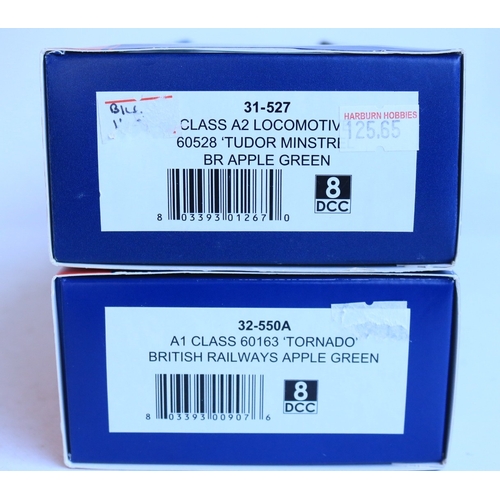 31-527
CLASS A2 LOCOMOTIV
60528 'TUDOR MINSTRE
BR APPLE GREEN
HARBURN HOBBIES
125.65
8 03393 01267 0
8
DCC
32-550A
A1 CLASS 60163 'TORNADO'
BRITISH RAILWAYS APPLE GREEN
8 03393 00907 6
8
DCC